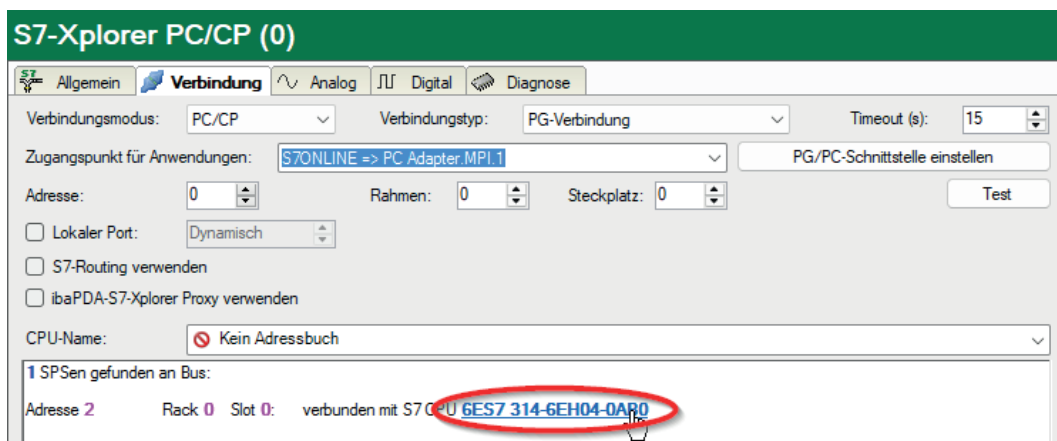 S7-Xplorer PC/CP (0)
S7 Allgemein Verbindung Analog Digital Diagnose
Verbindungsmodus: PC/CP Verbindungstyp: PG-Verbindung Timeout (s): 15
Zugangspunkt für Anwendungen: S7ONLINE => PC Adapter.MPI.1 PG/PC-Schnittstelle einstellen
Adresse: 0 Rahmen: 0 Steckplatz: 0 Test
Lokaler Port: Dynamisch
S7-Routing verwenden
ibaPDA-S7-Xplorer Proxy verwenden
CPU-Name: Kein Adressbuch
1 SPSen gefunden an Bus:
Adresse 2 Rack 0 Slot 0: verbunden mit S7 CPU 6ES7 314-6EH04-0AB0